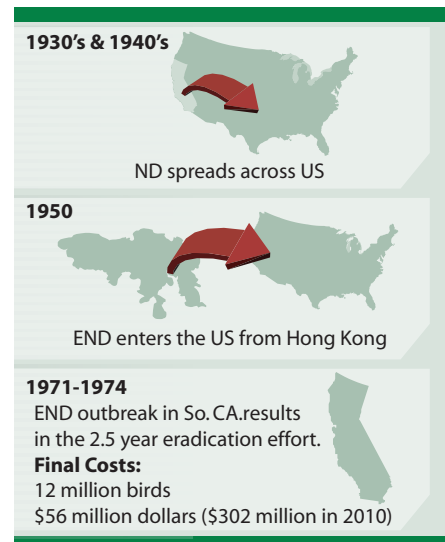 1930’s & 1940’s
ND spreads across US
1950
END enters the US from Hong Kong
1971-1974
END outbreak in So. CA.results
in the 2.5 year eradication effort.
Final Costs:
12 million birds
$56 million dollars ($302 million in 2010)